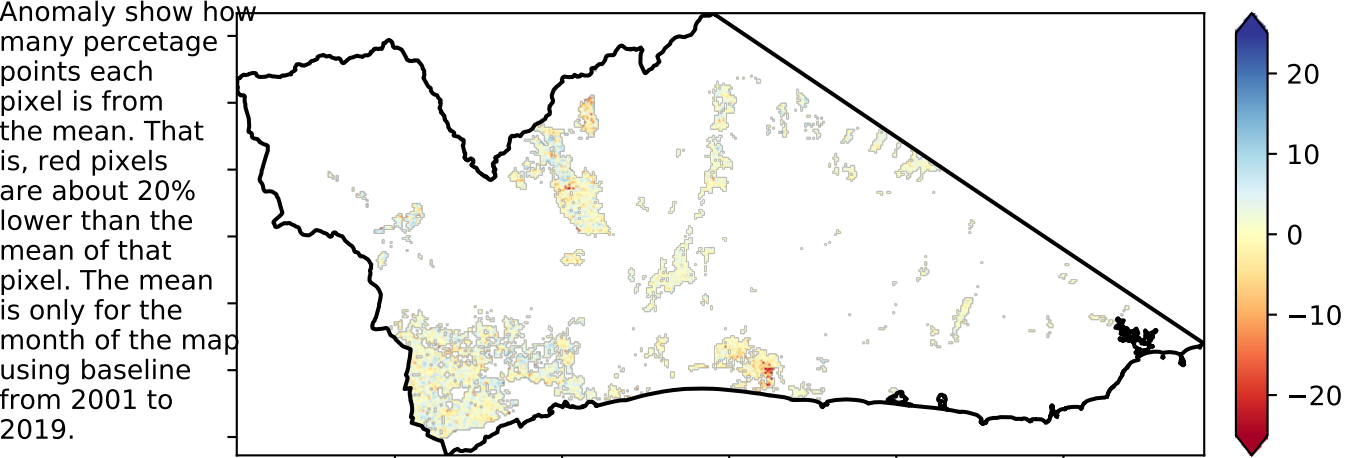 Anomaly show how
many percetage
points each
pixel is from
the mean. That
is, red pixels
are about 20%
lower than the
mean of that
pixel. The mean
is only for the
month of the map
using baseline
from 2001 to
2019.
20
10
0
−10
−20